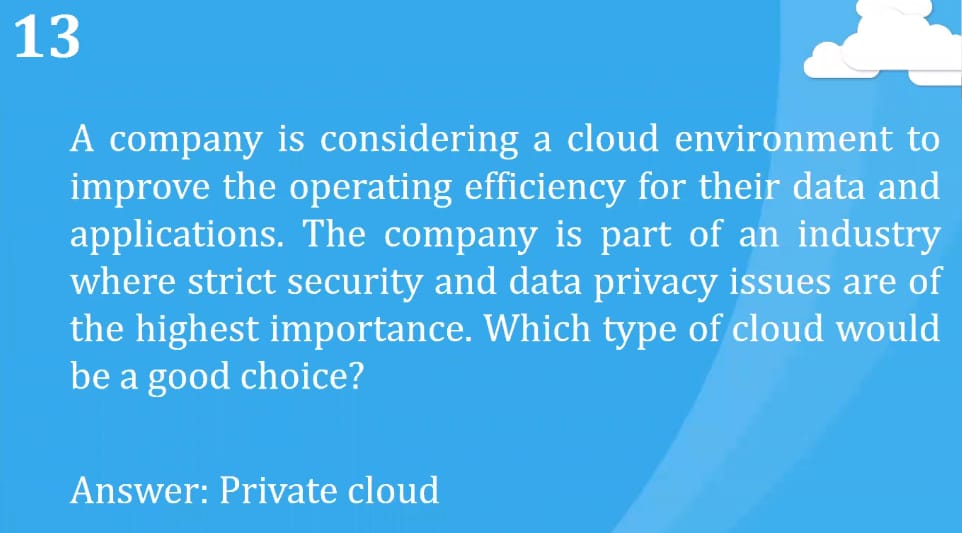 13
A company is considering a cloud environment to
improve the operating efficiency for their data and
applications. The company is part of an industry
where strict security and data privacy issues are of
the highest importance. Which type of cloud would
be a good choice?
Answer: Private cloud